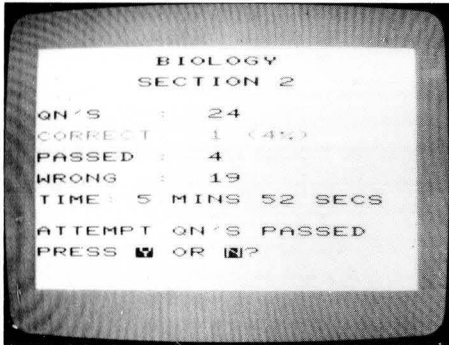 BIOLOGY
SECTION 2
QN'S : 24
CORRECT 1 (4%)
PASSED : 4
WRONG : 19
TIME: 5 MINS 52 SECS
ATTEMPT QN'S PASSED
PRESS Y OR N?